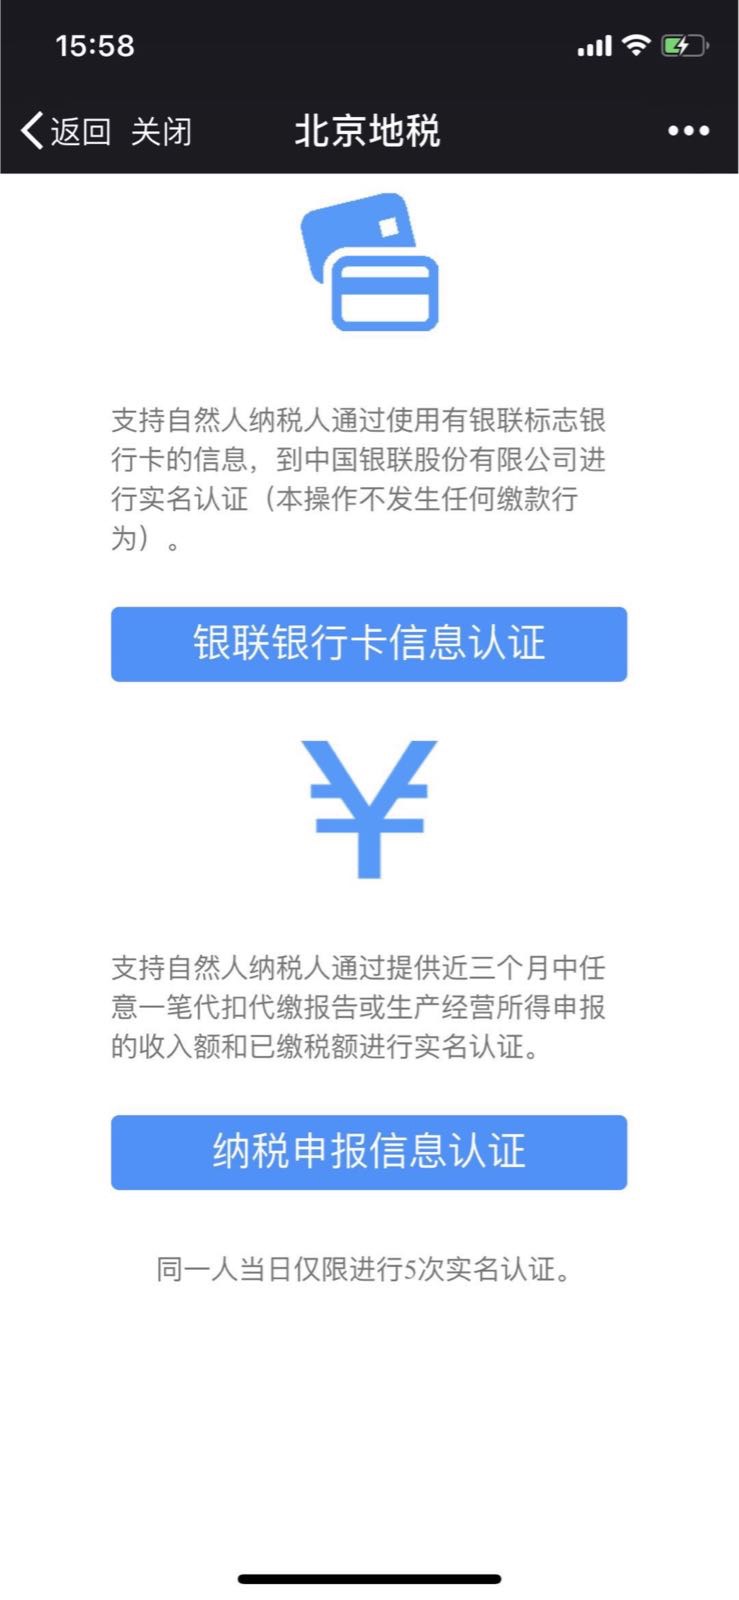 15:58
返回 关闭 北京地税
支持自然人纳税人通过使用有银联标志银
行卡的信息，到中国银联股份有限公司进
行实名认证（本操作不发生任何缴款行
为）。
银联银行卡信息认证
¥
支持自然人纳税人通过提供近三个月中任
意一笔代扣代缴报告或生产经营所得申报
的收入额和已缴税额进行实名认证。
纳税申报信息认证
同一人当日仅限进行5次实名认证。